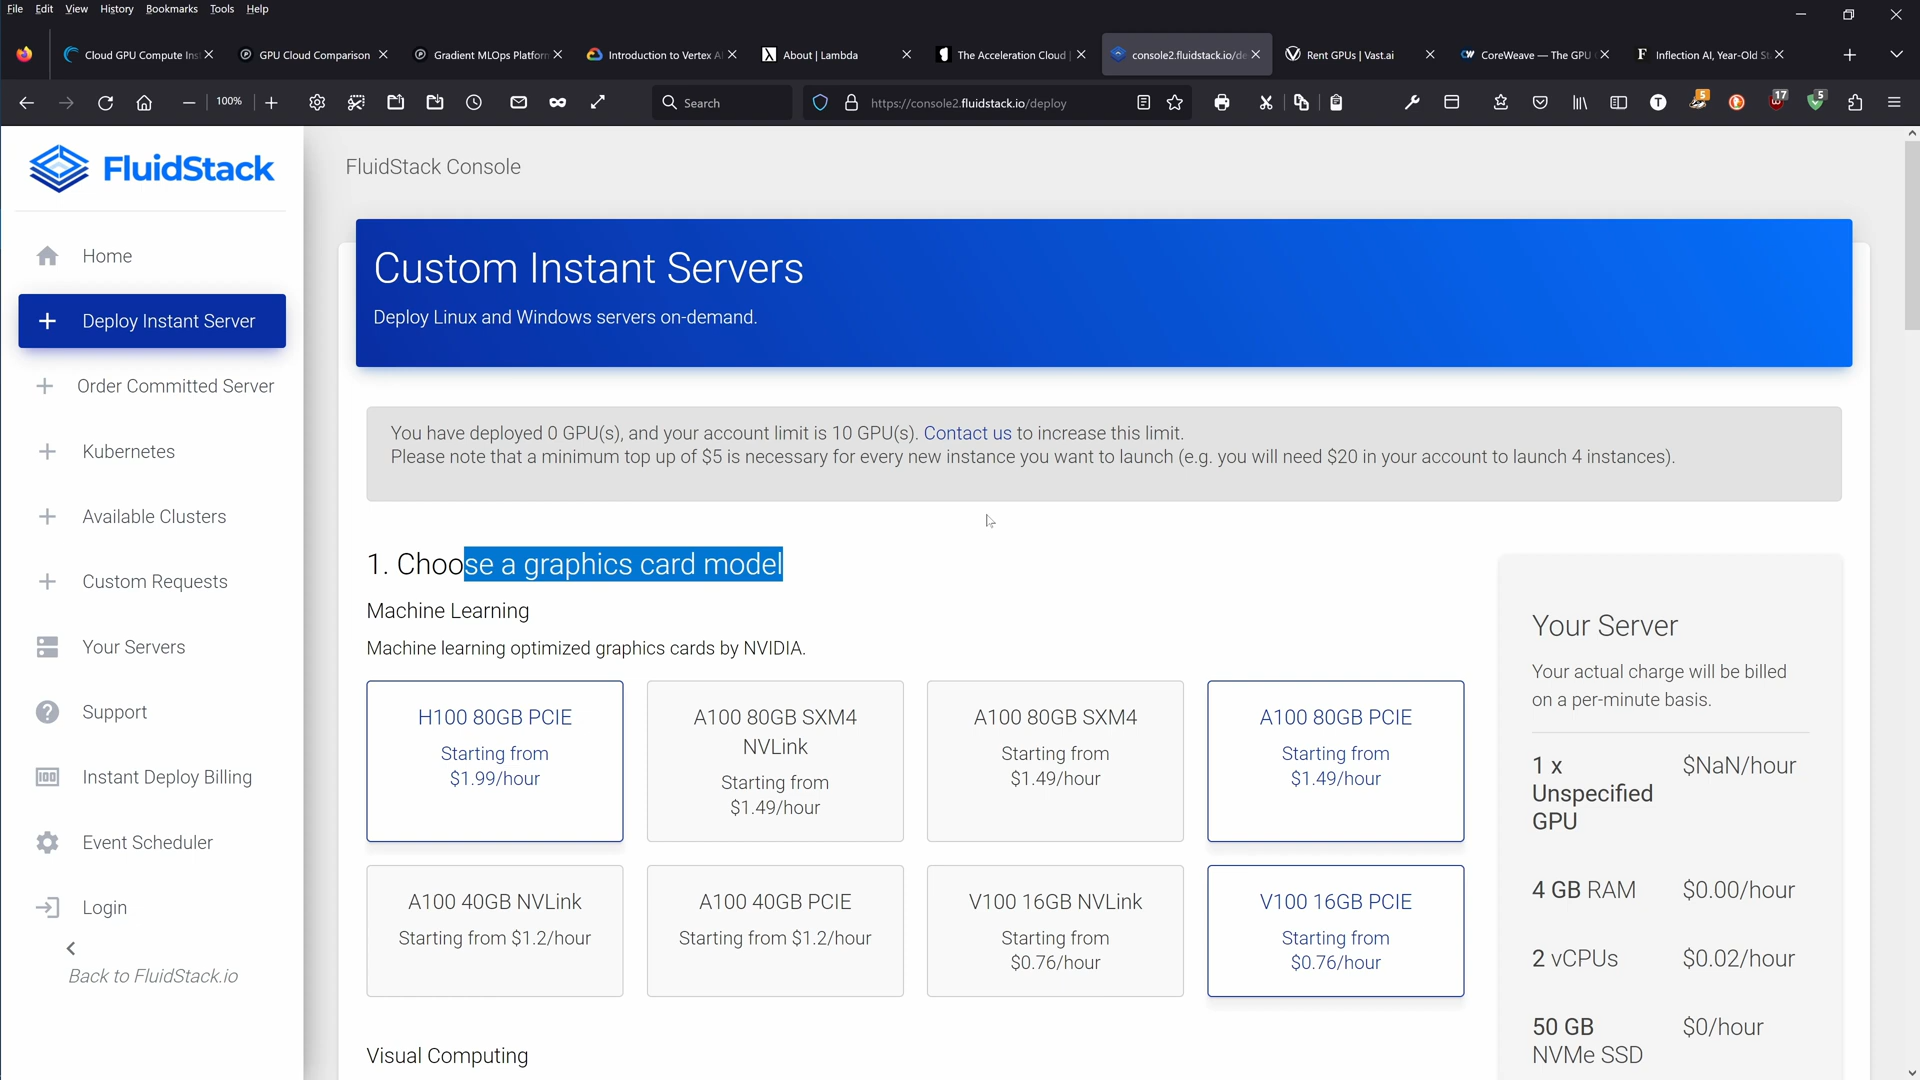 File Edit View History Bookmarks Tools Help
Cloud GPU Compute Ins
GPU Cloud Comparison
Gradient MLOps Platform
Introduction to Vertex AI
About | Lambda
The Acceleration Cloud |
console2.fluidstack.io/de
Rent GPUs | Vast.ai
CoreWeave — The GPU
Inflection AI, Year-Old St
100%
Search
https://console2.fluidstack.io/deploy
5
17
5
FluidStack
Home
Deploy Instant Server
Order Committed Server
Kubernetes
Available Clusters
Custom Requests
Your Servers
Support
Instant Deploy Billing
Event Scheduler
Login
Back to FluidStack.io
FluidStack Console
Custom Instant Servers
Deploy Linux and Windows servers on-demand.
You have deployed 0 GPU(s), and your account limit is 10 GPU(s). Contact us to increase this limit.
Please note that a minimum top up of $5 is necessary for every new instance you want to launch (e.g. you will need $20 in your account to launch 4 instances).
1. Choose a graphics card model
Machine Learning
Machine learning optimized graphics cards by NVIDIA.
H100 80GB PCIE
Starting from
$1.99/hour
A100 80GB SXM4
NVLink
Starting from
$1.49/hour
A100 80GB SXM4
Starting from
$1.49/hour
A100 80GB PCIE
Starting from
$1.49/hour
A100 40GB NVLink
Starting from $1.2/hour
A100 40GB PCIE
Starting from $1.2/hour
V100 16GB NVLink
Starting from
$0.76/hour
V100 16GB PCIE
Starting from
$0.76/hour
Visual Computing
Your Server
Your actual charge will be billed
on a per-minute basis.
1 x $NaN/hour
Unspecified
GPU
4 GB RAM $0.00/hour
2 vCPUs $0.02/hour
50 GB $0/hour
NVMe SSD